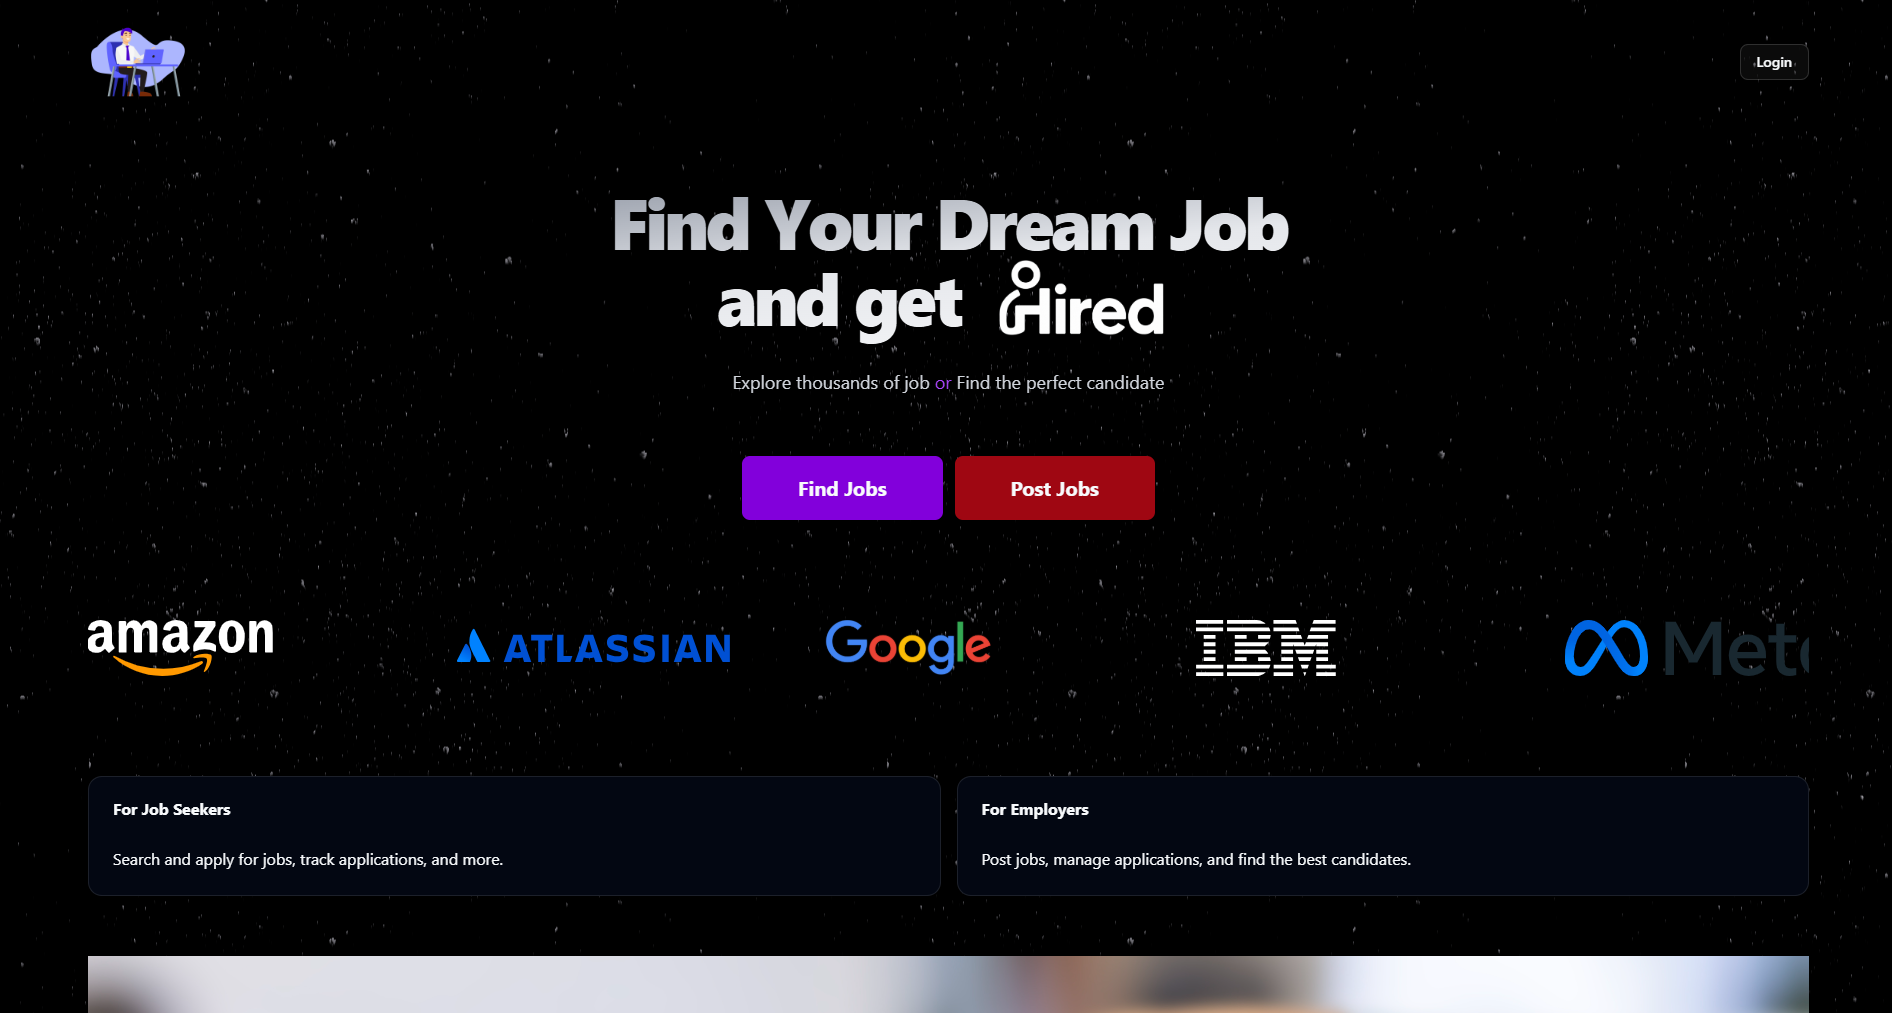 Login
Find Your Dream Job
and get Hired
Explore thousands of job or Find the perfect candidate
Find Jobs
Post Jobs
amazon
ATLASSIAN
Google
IBM
Met
For Job Seekers
Search and apply for jobs, track applications, and more.
For Employers
Post jobs, manage applications, and find the best candidates.